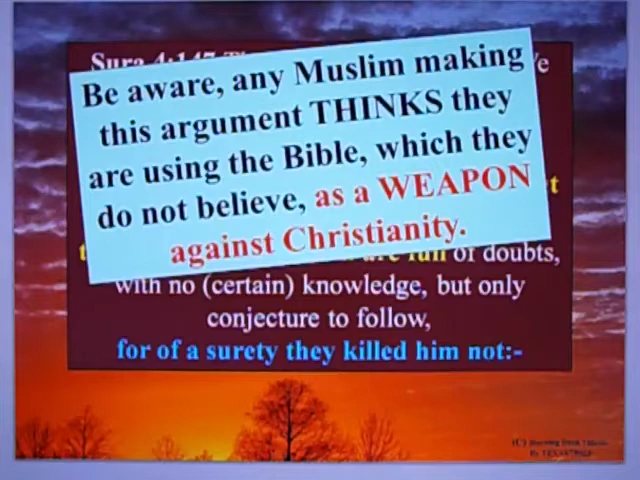 Be aware, any Muslim making
this argument THINKS they
are using the Bible, which they
do not believe, as a WEAPON
against Christianity.
full of doubts,
with no (certain) knowledge, but only
conjecture to follow,
for of a surety they killed him not:-